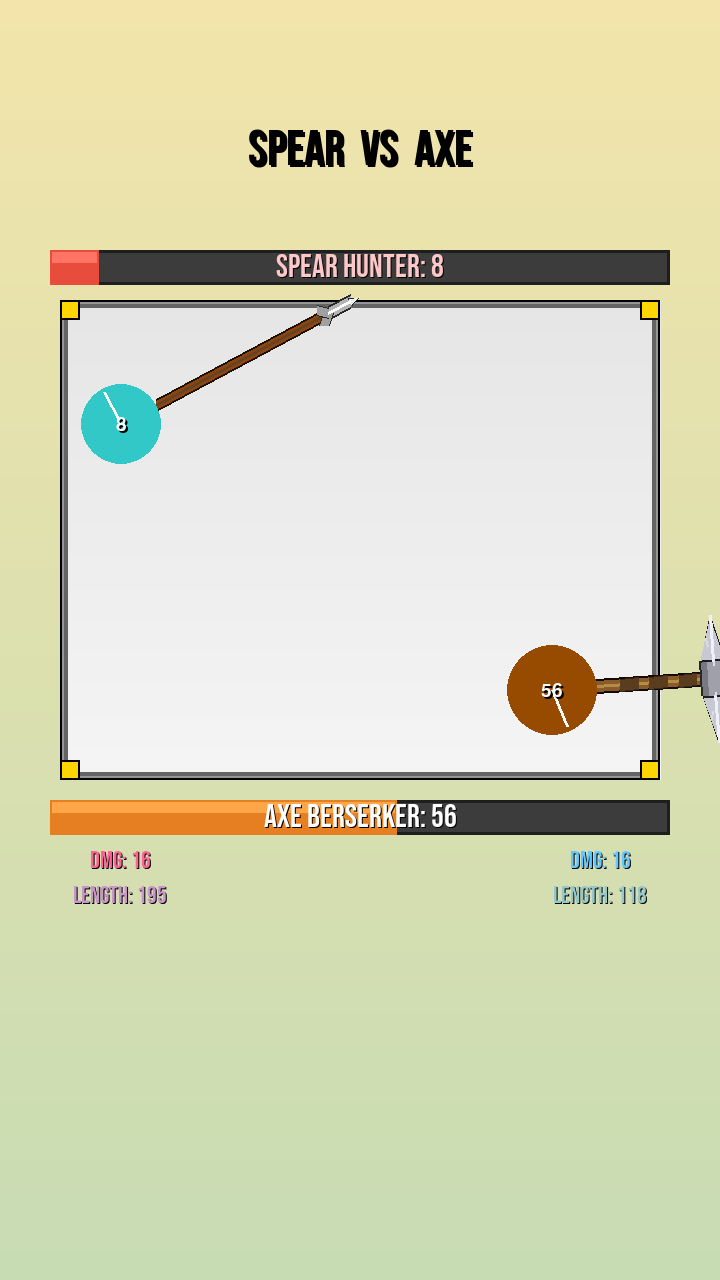 SPEAR VS AXE
SPEAR HUNTER: 8
8
56
AXE BERSERKER: 56
DMG: 16
DMG: 16
LENGTH: 195
LENGTH: 118